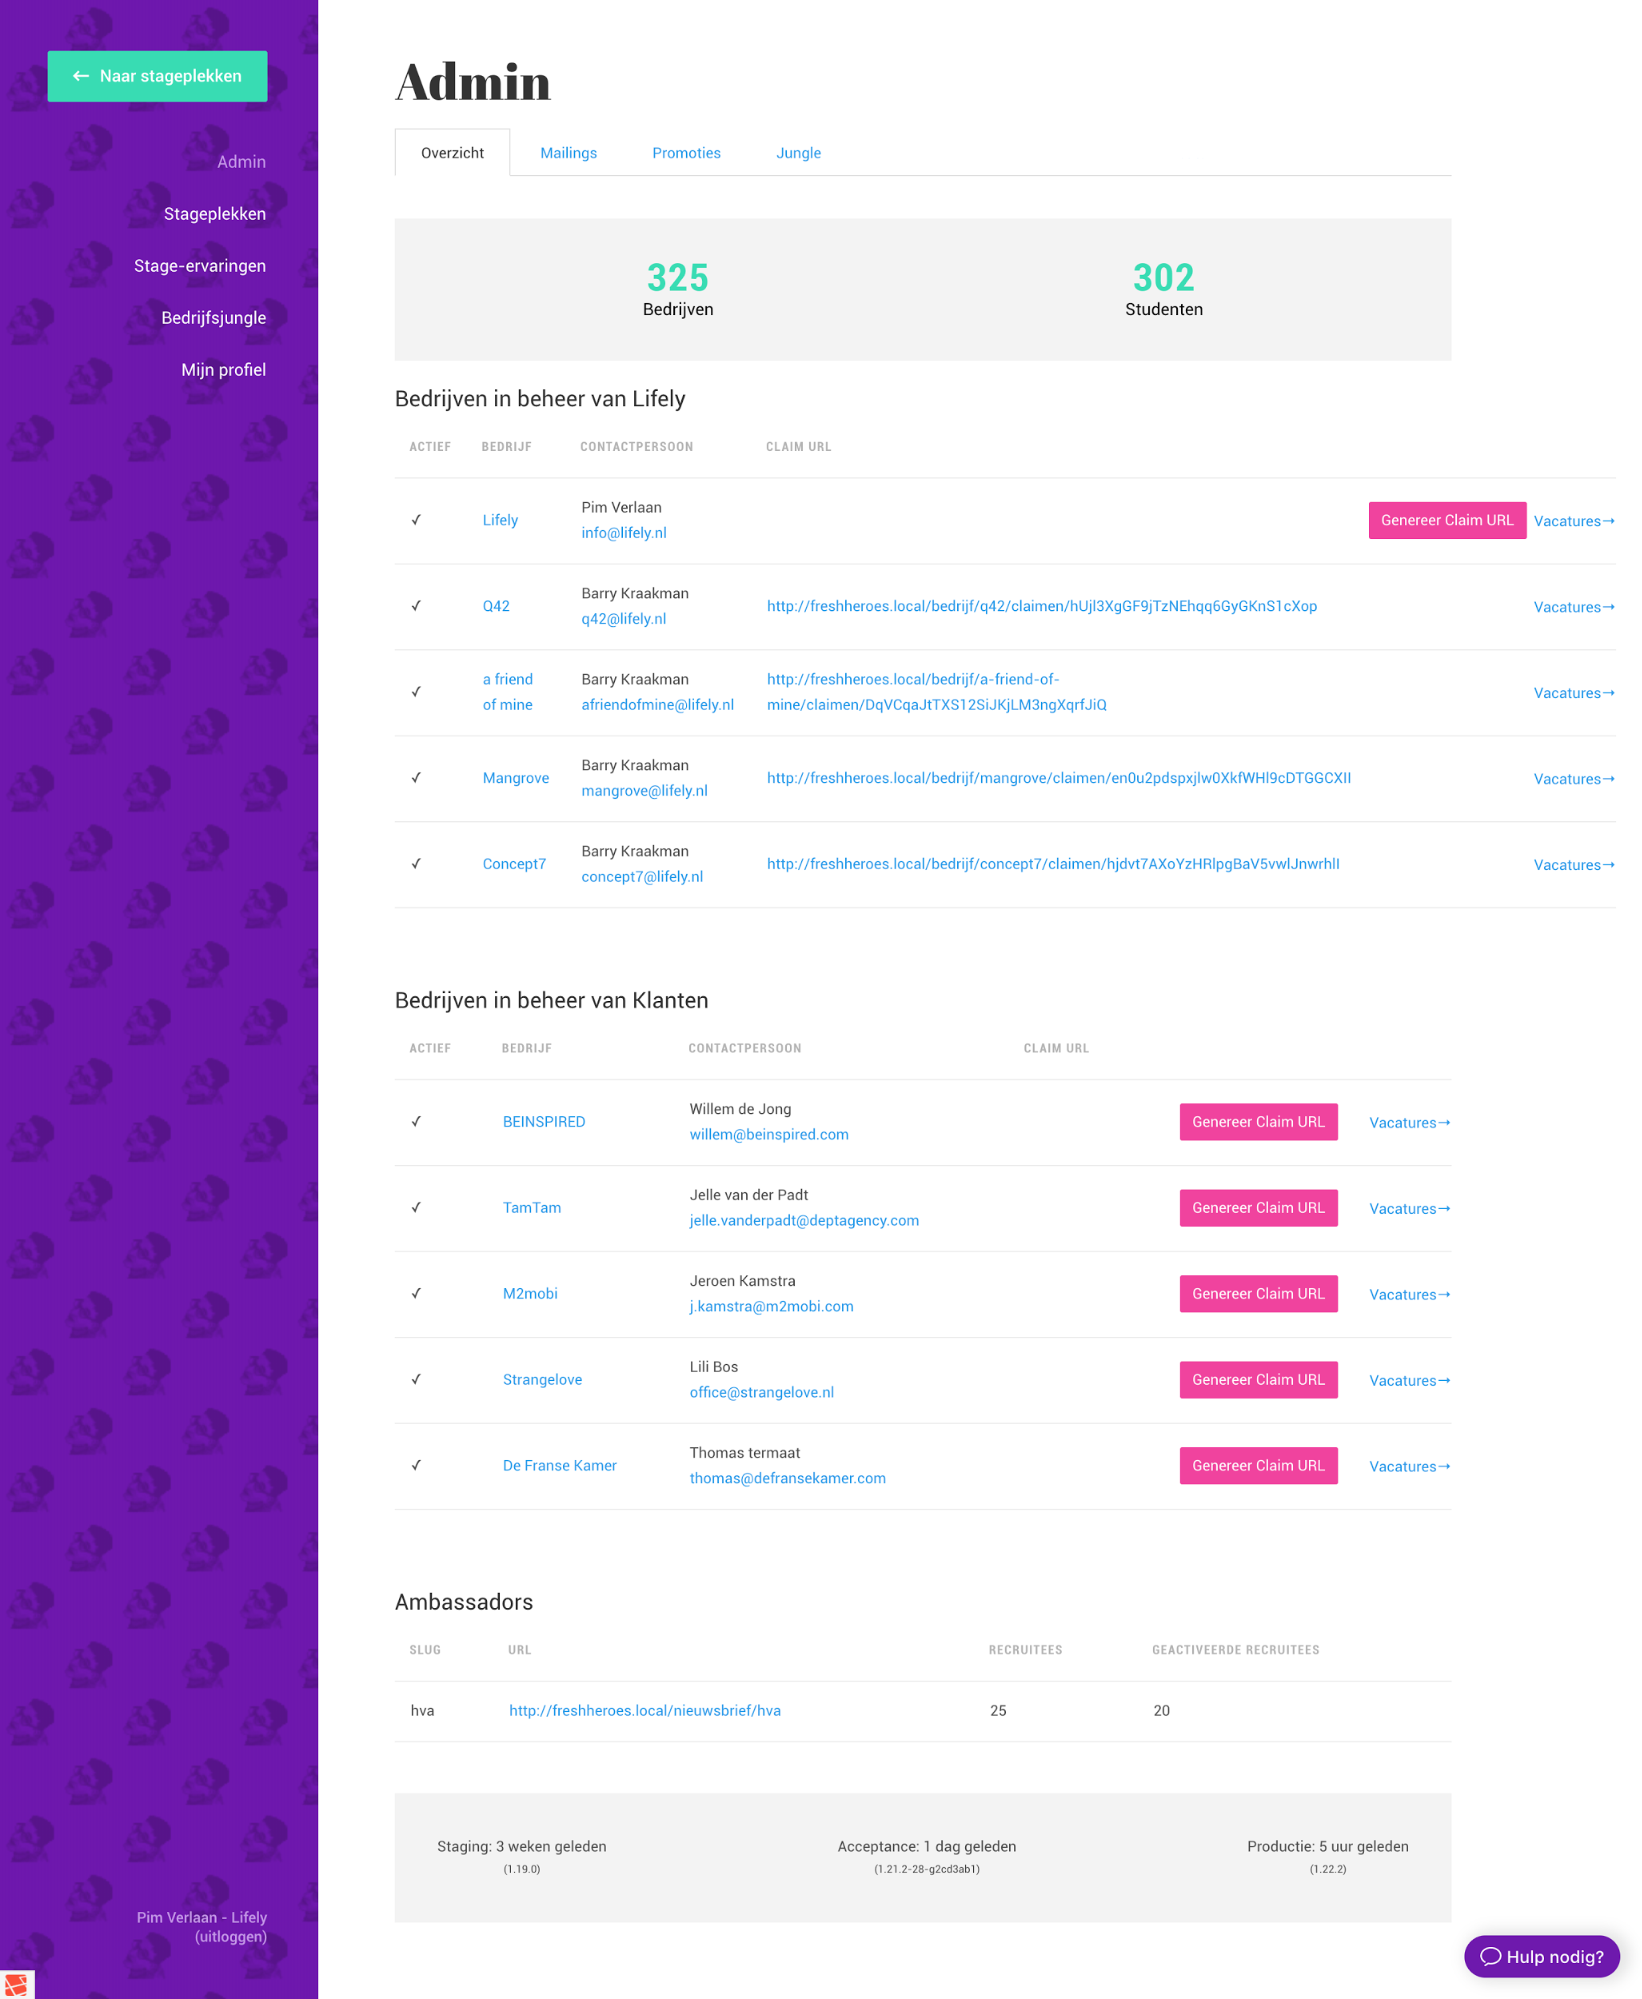 ← Naar stageplekken
Admin
Stageplekken
Stage-ervaringen
Bedrijfsjungle
Mijn profiel
Pim Verlaan - Lifely
(uitloggen)
Admin
Overzicht Mailings Promoties Jungle
325 302
Bedrijven Studenten
Bedrijven in beheer van Lifely
ACTIEF BEDRIJF CONTACTPERSOON CLAIM URL
✓ Lifely Pim Verlaan Genereer Claim URL Vacatures→
info@lifely.nl
✓ Q42 Barry Kraakman http://freshheroes.local/bedrijf/q42/claimen/hUjl3XgGF9jTzNEhqq6GyGKnS1cXop Vacatures→
q42@lifely.nl
✓ a friend Barry Kraakman http://freshheroes.local/bedrijf/a-friend-of- Vacatures→
of mine afriendofmine@lifely.nl mine/claimen/DqVCqaJtTXS12SiJKjLM3ngXqrfJiQ
✓ Mangrove Barry Kraakman http://freshheroes.local/bedrijf/mangrove/claimen/en0u2pdspxjlw0XkfWHl9cDTGGCXII Vacatures→
mangrove@lifely.nl
✓ Concept7 Barry Kraakman http://freshheroes.local/bedrijf/concept7/claimen/hjdvt7AXoYzHRlpgBaV5vwlJnwrhlI Vacatures→
concept7@lifely.nl
Bedrijven in beheer van Klanten
ACTIEF BEDRIJF CONTACTPERSOON CLAIM URL
✓ BEINSPIRED Willem de Jong Genereer Claim URL Vacatures→
willem@beinspired.com
✓ TamTam Jelle van der Padt Genereer Claim URL Vacatures→
jelle.vanderpadt@deptagency.com
✓ M2mobi Jeroen Kamstra Genereer Claim URL Vacatures→
j.kamstra@m2mobi.com
✓ Strangelove Lili Bos Genereer Claim URL Vacatures→
office@strangelove.nl
✓ De Franse Kamer Thomas termaat Genereer Claim URL Vacatures→
thomas@defransekamer.com
Ambassadors
SLUG URL RECRUITEES GEACTIVEERDE RECRUITEES
hva http://freshheroes.local/nieuwsbrief/hva 25 20
Staging: 3 weken geleden Acceptance: 1 dag geleden Productie: 5 uur geleden
(1.19.0) (1.21.2-28-g2cd3ab1) (1.22.2)
Hulp nodig?